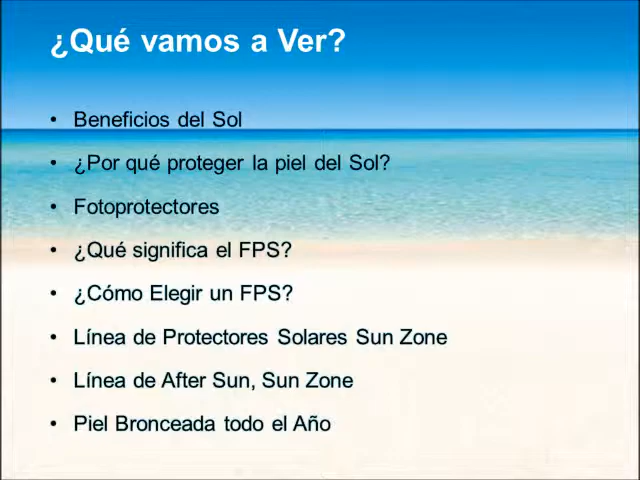 ¿Qué vamos a Ver?
• Beneficios del Sol
• ¿Por qué proteger la piel del Sol?
• Fotoprotectores
• ¿Qué significa el FPS?
• ¿Cómo Elegir un FPS?
• Línea de Protectores Solares Sun Zone
• Línea de After Sun, Sun Zone
• Piel Bronceada todo el Año